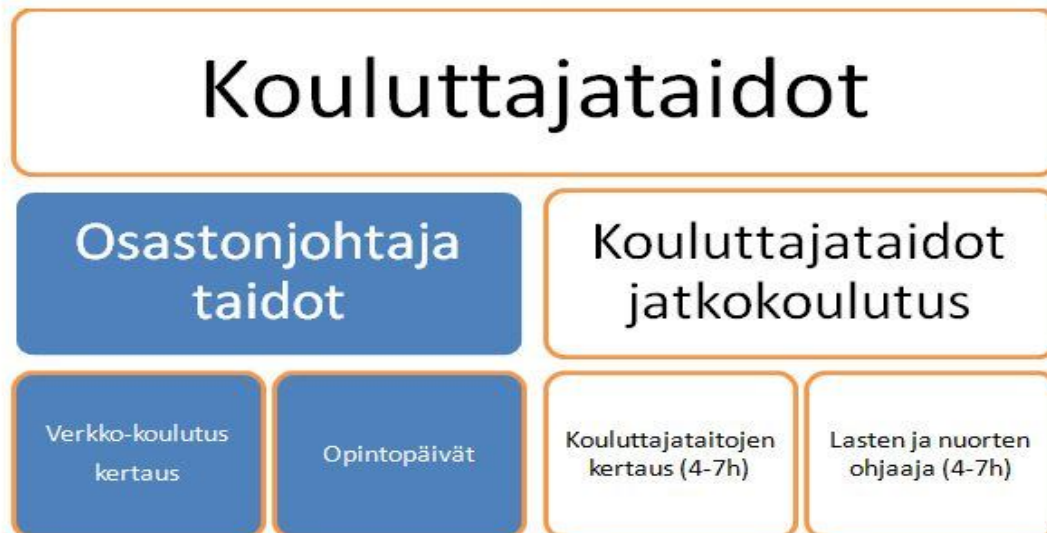 Kouluttajataidot
Osastonjohtaja
taidot
Kouluttajataidot
jatkokoulutus
Verkko-koulutus
kertaus
Opintopäivät
Kouluttajataitojen
kertaus (4-7h)
Lasten ja nuorten
ohjaaja (4-7h)